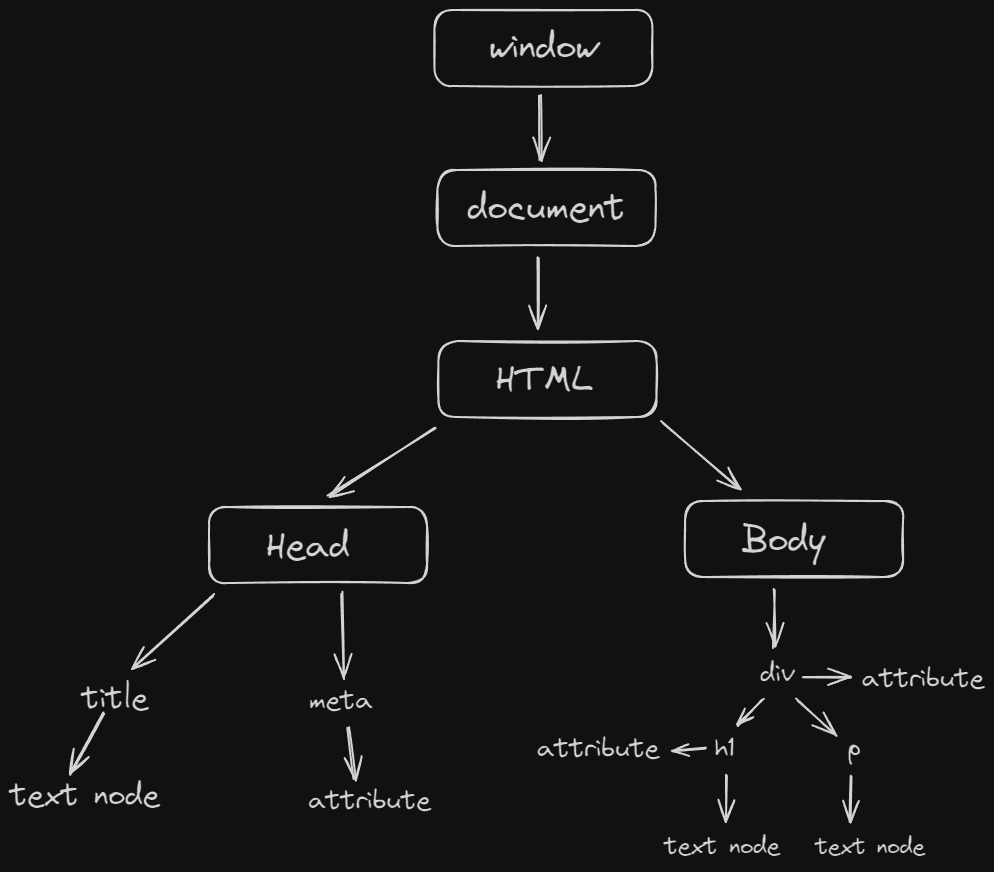 window
document
HTML
Head
Body
title
meta
div
attribute
attribute
h1
p
text node
attribute
text node
text node